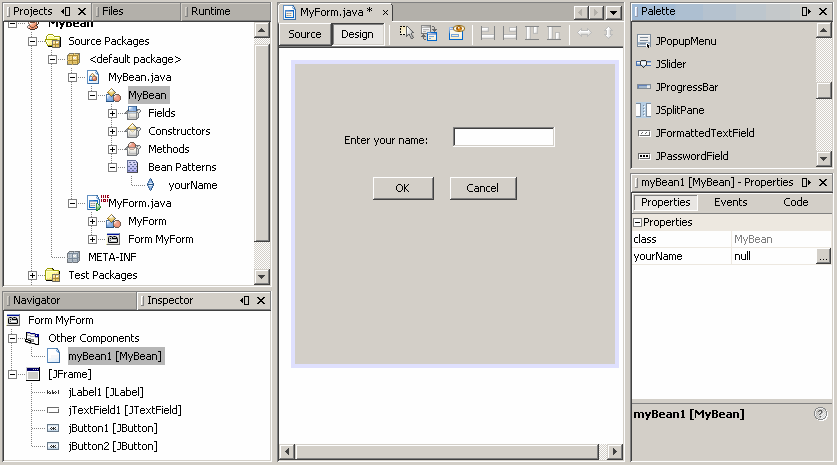 Projects
Files
Runtime
MyBean
Source Packages
<default package>
MyBean.java
MyBean
Fields
Constructors
Methods
Bean Patterns
yourName
MyForm.java
MyForm
Form MyForm
META-INF
Test Packages
Navigator
Inspector
Form MyForm
Other Components
myBean1 [MyBean]
[JFrame]
jLabel1 [JLabel]
jTextField1 [JTextField]
jButton1 [JButton]
jButton2 [JButton]
MyForm.java *
Source
Design
Enter your name:
OK
Cancel
Palette
JPopupMenu
JSlider
JProgressBar
JSplitPane
JFormattedTextField
JPasswordField
myBean1 [MyBean] - Properties
Properties
Events
Code
Properties
class
MyBean
yourName
null
...
myBean1 [MyBean]
?